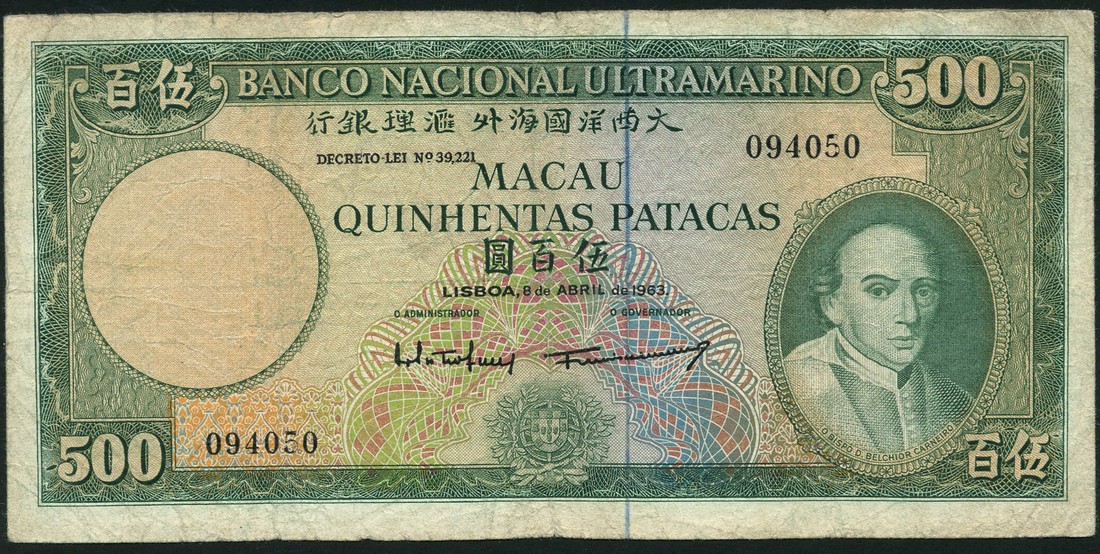 百伍
BANCO NACIONAL ULTRAMARINO
500
行銀理滙外海國洋西大
DECRETO-LEI Nº 39,221
094050
MACAU
QUINHENTAS PATACAS
圓百伍
LISBOA, 8 de ABRIL de 1963
O ADMINISTRADOR
O GOVERNADOR
O BISPO D. BELCHIOR CARNEIRO
094050
500
百伍